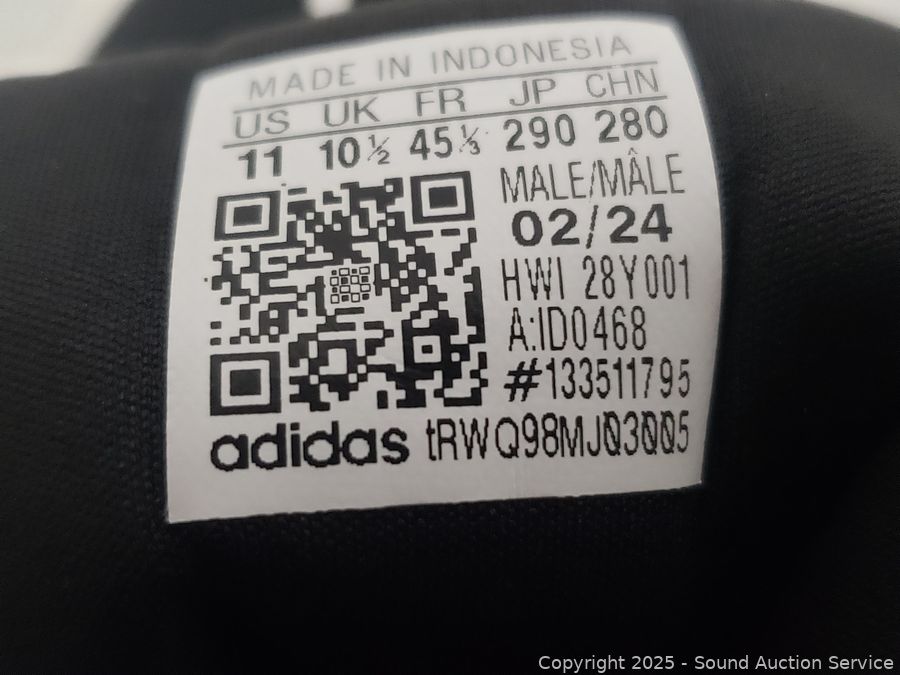 MADE IN INDONESIA
US UK FR JP CHN
11 10½ 45⅓ 290 280
MALE/MÂLE
02/24
HWI 28Y001
A:ID0468
#133511795
adidas tRWQ98MJ03005
Copyright 2025 - Sound Auction Service